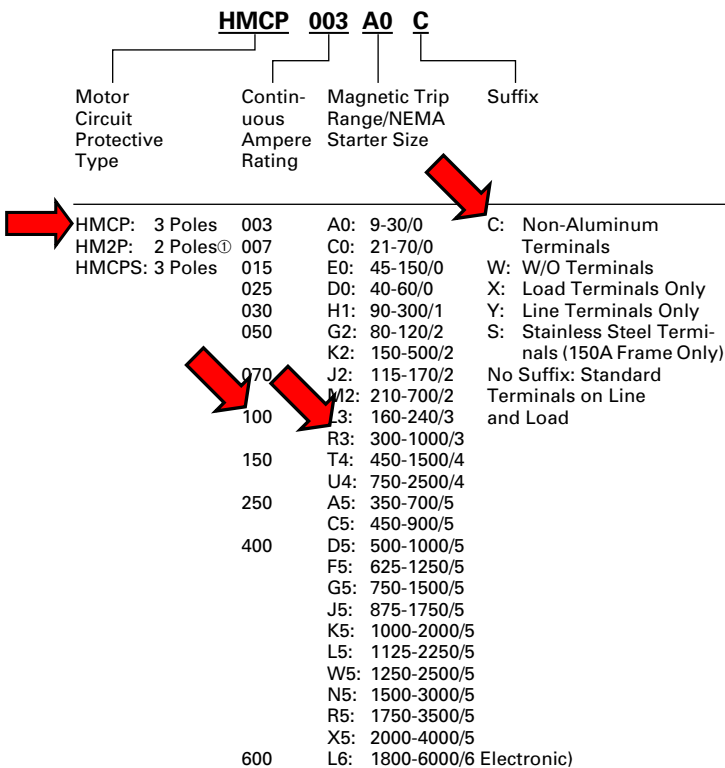 HMCP 003 A0 C
Motor Circuit Protective Type
Contin-uous Ampere Rating
Magnetic Trip Range/NEMA Starter Size
Suffix
HMCP: 3 Poles 003 A0: 9-30/0 C: Non-Aluminum
HM2P: 2 Poles① 007 C0: 21-70/0 Terminals
HMCPS: 3 Poles 015 E0: 45-150/0 W: W/O Terminals
025 D0: 40-60/0 X: Load Terminals Only
030 H1: 90-300/1 Y: Line Terminals Only
050 G2: 80-120/2 S: Stainless Steel Termi-
K2: 150-500/2 nals (150A Frame Only)
070 J2: 115-170/2 No Suffix: Standard
M2: 210-700/2 Terminals on Line
100 L3: 160-240/3 and Load
R3: 300-1000/3
150 T4: 450-1500/4
U4: 750-2500/4
250 A5: 350-700/5
C5: 450-900/5
400 D5: 500-1000/5
F5: 625-1250/5
G5: 750-1500/5
J5: 875-1750/5
K5: 1000-2000/5
L5: 1125-2250/5
W5: 1250-2500/5
N5: 1500-3000/5
R5: 1750-3500/5
X5: 2000-4000/5
600 L6: 1800-6000/6 Electronic)